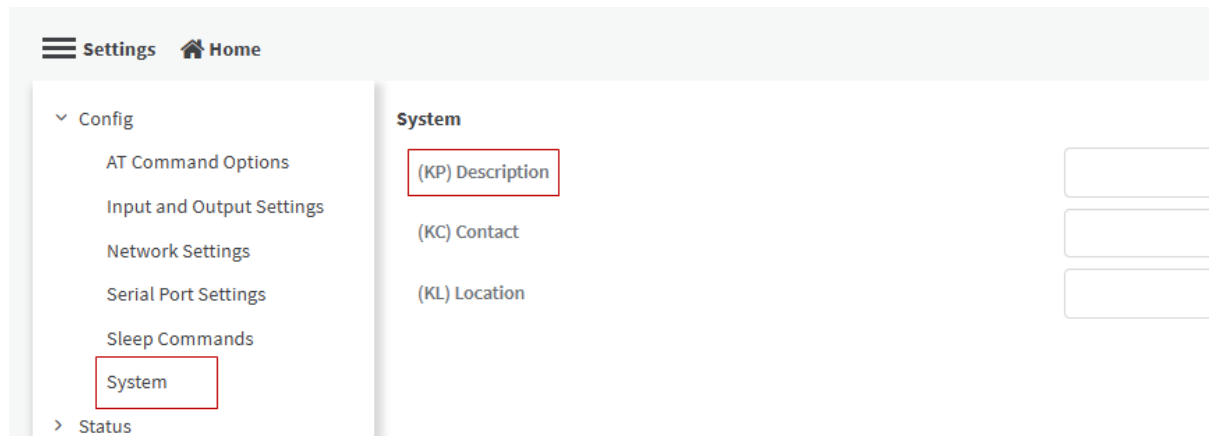 Settings Home
Config
AT Command Options
Input and Output Settings
Network Settings
Serial Port Settings
Sleep Commands
System
Status
System
(KP) Description
(KC) Contact
(KL) Location